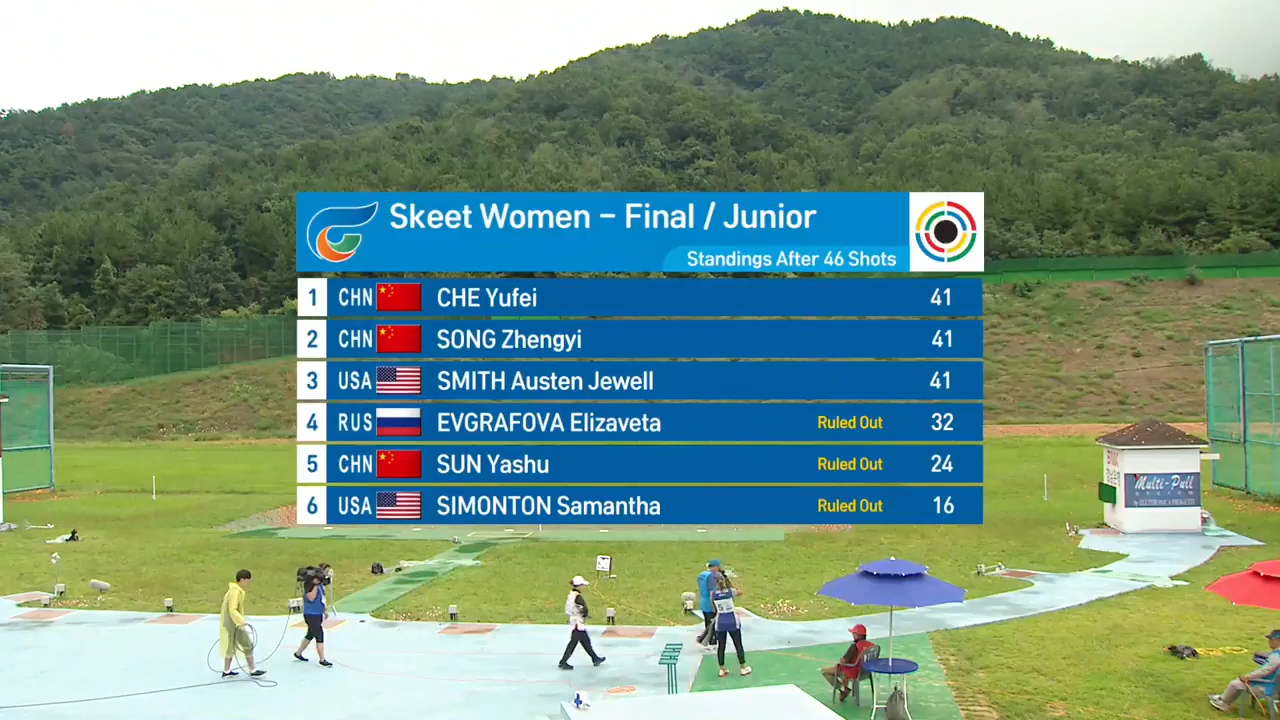 Skeet Women – Final / Junior
Standings After 46 Shots
1 CHN CHE Yufei 41
2 CHN SONG Zhengyi 41
3 USA SMITH Austen Jewell 41
4 RUS EVGRAFOVA Elizaveta Ruled Out 32
5 CHN SUN Yashu Ruled Out 24
6 USA SIMONTON Samantha Ruled Out 16
Multi-Pull
SYSTEM
5